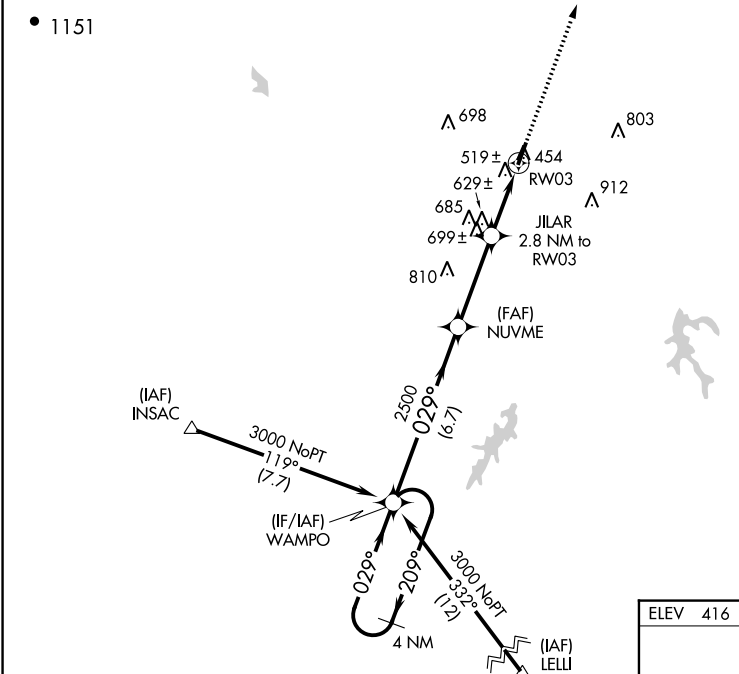 1151
698
803
519 ±
454
RW03
629 ±
912
685
JILAR
2.8 NM to
RW03
699 ±
810
(FAF)
NUVME
(IAF)
INSAC
2500
029°
(6.7)
3000 NoPT
119°
(7.7)
(IF/IAF)
WAMPO
029°
209°
3000 NoPT
332°
(12)
4 NM
(IAF)
LELLI
ELEV 416